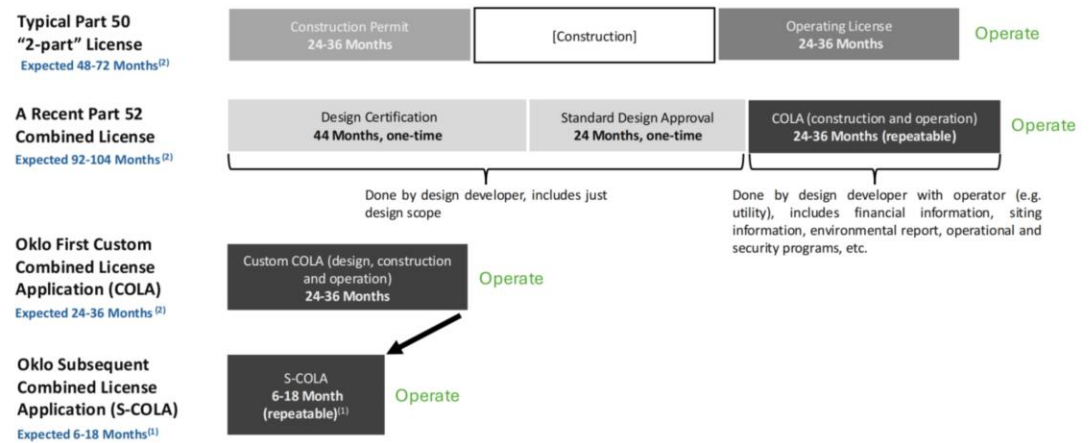 Typical Part 50
“2-part” License
Expected 48-72 Months(2)
Construction Permit
24-36 Months
[Construction]
Operating License
24-36 Months
Operate
A Recent Part 52
Combined License
Expected 92-104 Months(2)
Design Certification
44 Months, one-time
Standard Design Approval
24 Months, one-time
COLA (construction and operation)
24-36 Months (repeatable)
Operate
Done by design developer, includes just
design scope
Done by design developer with operator (e.g.
utility), includes financial information, siting
information, environmental report, operational and
security programs, etc.
Oklo First Custom
Combined License
Application (COLA)
Expected 24-36 Months (2)
Custom COLA (design, construction
and operation)
24-36 Months
Operate
Oklo Subsequent
Combined License
Application (S-COLA)
Expected 6-18 Months(1)
S-COLA
6-18 Month
(repeatable)(1)
Operate